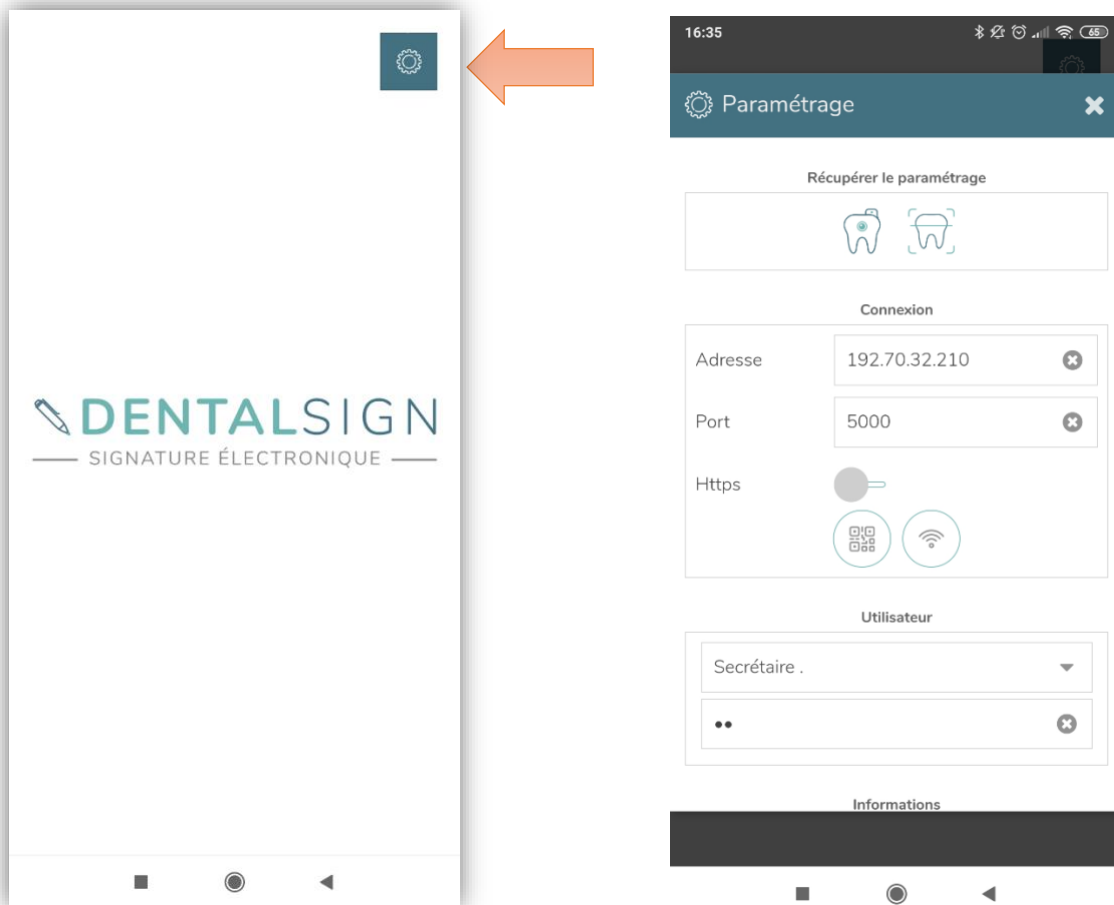 DENTALSIGN
SIGNATURE ÉLECTRONIQUE
16:35
65
Paramétrage
Récupérer le paramétrage
Connexion
Adresse 192.70.32.210
Port 5000
Https
Utilisateur
Secrétaire .
••
Informations